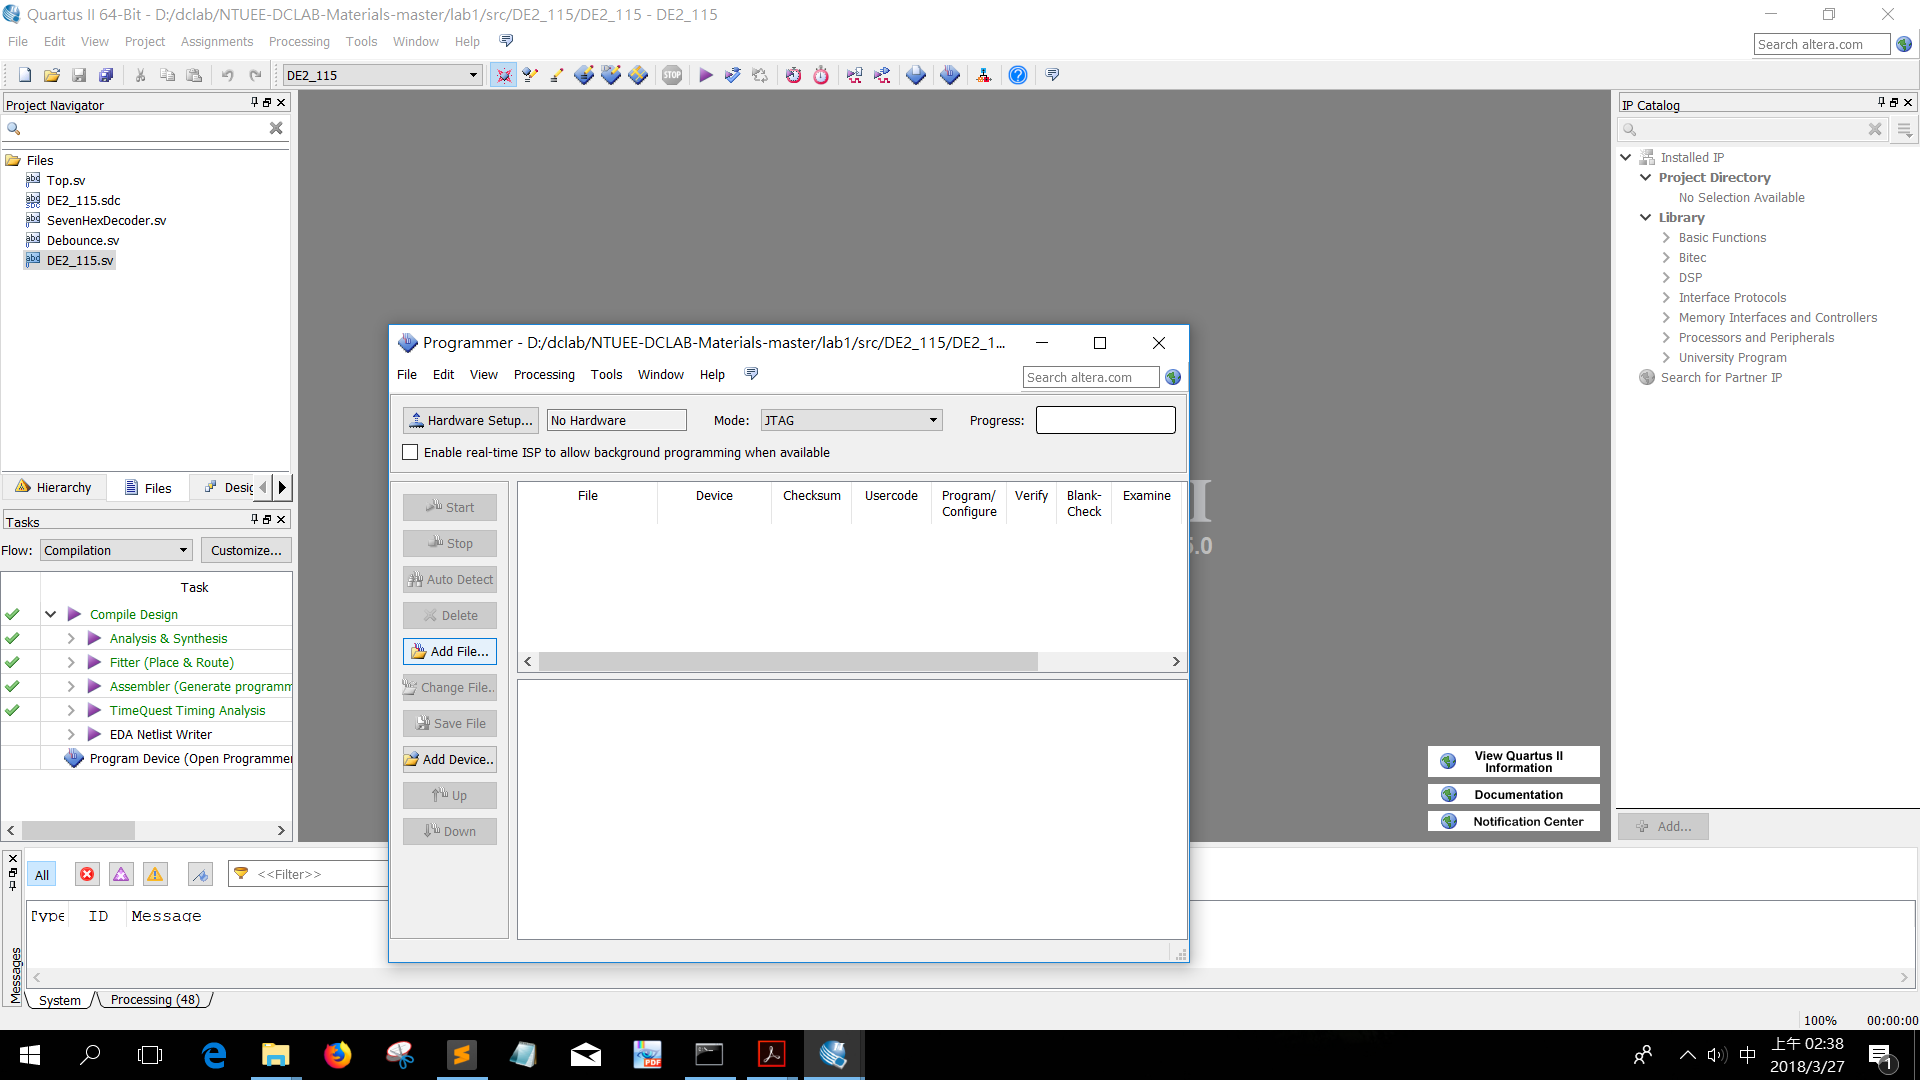 Quartus II 64-Bit - D:/dclab/NTUEE-DCLAB-Materials-master/lab1/src/DE2_115/DE2_115 - DE2_115
File Edit View Project Assignments Processing Tools Window Help
Search altera.com
DE2_115
STOP
Project Navigator
Files
Top.sv
DE2_115.sdc
SevenHexDecoder.sv
Debounce.sv
DE2_115.sv
Hierarchy Files Desig
Tasks
Flow: Compilation Customize...
Task
Compile Design
Analysis & Synthesis
Fitter (Place & Route)
Assembler (Generate programm
TimeQuest Timing Analysis
EDA Netlist Writer
Program Device (Open Programmer
Programmer - D:/dclab/NTUEE-DCLAB-Materials-master/lab1/src/DE2_115/DE2_1...
File Edit View Processing Tools Window Help
Search altera.com
Hardware Setup... No Hardware Mode: JTAG Progress:
Enable real-time ISP to allow background programming when available
Start
Stop
Auto Detect
Delete
Add File...
Change File..
Save File
Add Device..
Up
Down
File Device Checksum Usercode Program/ Configure Verify Blank- Check Examine
I
5.0
View Quartus II
Information
Documentation
Notification Center
IP Catalog
Installed IP
Project Directory
No Selection Available
Library
Basic Functions
Bitec
DSP
Interface Protocols
Memory Interfaces and Controllers
Processors and Peripherals
University Program
Search for Partner IP
Add...
All
<<Filter>>
Type ID Message
Messages
System Processing (48)
100% 00:00:00
PDF
中
上午 02:38
2018/3/27
1